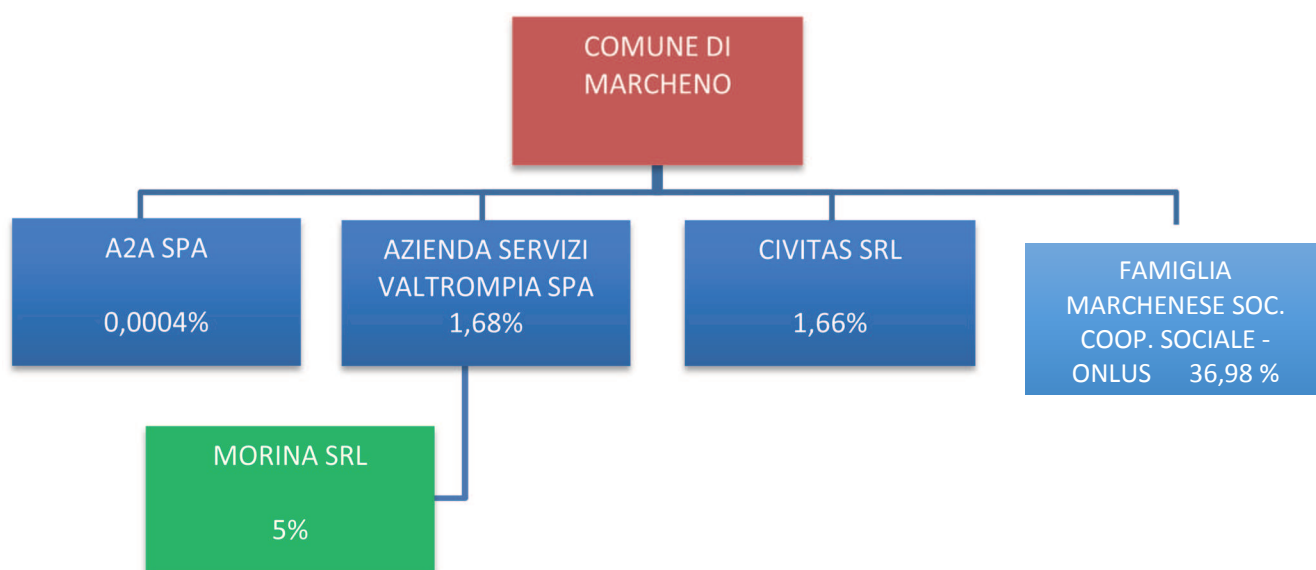 COMUNE DI
MARCHENO
A2A SPA
0,0004%
AZIENDA SERVIZI
VALTROMPIA SPA
1,68%
CIVITAS SRL
1,66%
FAMIGLIA
MARCHENESE SOC.
COOP. SOCIALE -
ONLUS 36,98 %
MORINA SRL
5%